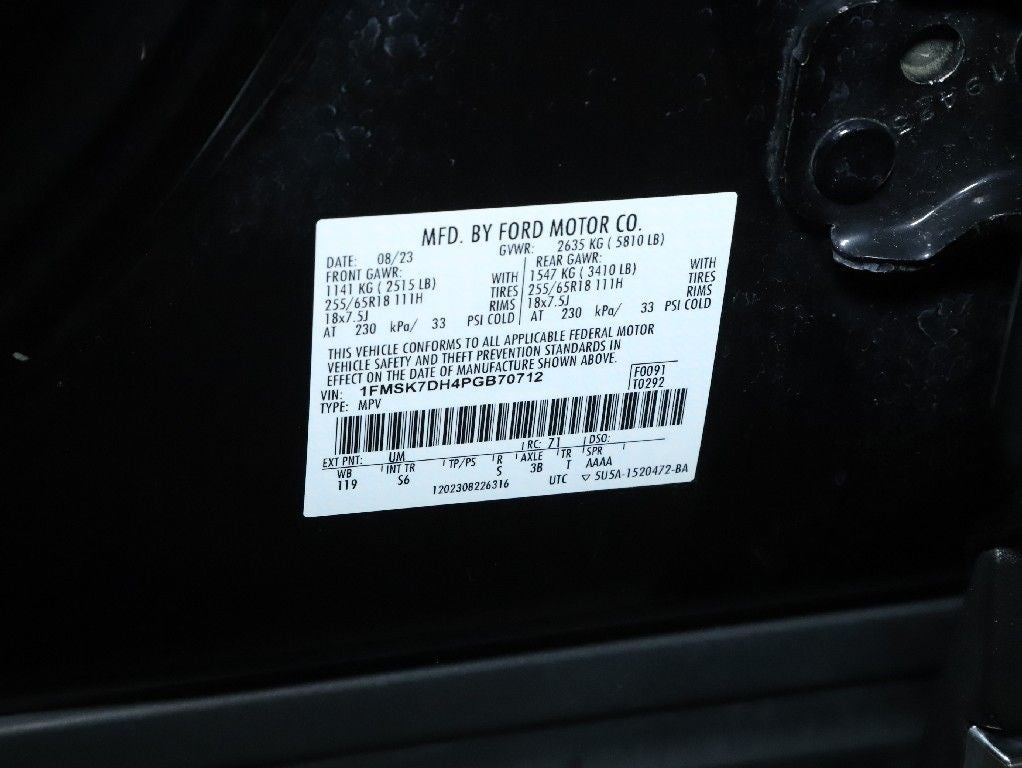 MFD. BY FORD MOTOR CO.
DATE: 08/23 GVWR: 2635 KG ( 5810 LB)
FRONT GAWR: REAR GAWR:
1141 KG ( 2515 LB) WITH 1547 KG ( 3410 LB) WITH
255/65R18 111H TIRES 255/65R18 111H TIRES
18x7.5J RIMS 18x7.5J RIMS
AT 230 kPa/ 33 PSI COLD AT 230 kPa/ 33 PSI COLD
THIS VEHICLE CONFORMS TO ALL APPLICABLE FEDERAL MOTOR
VEHICLE SAFETY AND THEFT PREVENTION STANDARDS IN
EFFECT ON THE DATE OF MANUFACTURE SHOWN ABOVE.
VIN: 1FMSK7DH4PGB70712 F0091
TYPE: MPV T0292
EXT PNT: UM RC: 71 DSO:
WB INT TR TP/PS R AXLE TR SPR
119 S6 S 3B T AAAA
1202308226316 UTC ▽ 5U5A-1520472-BA